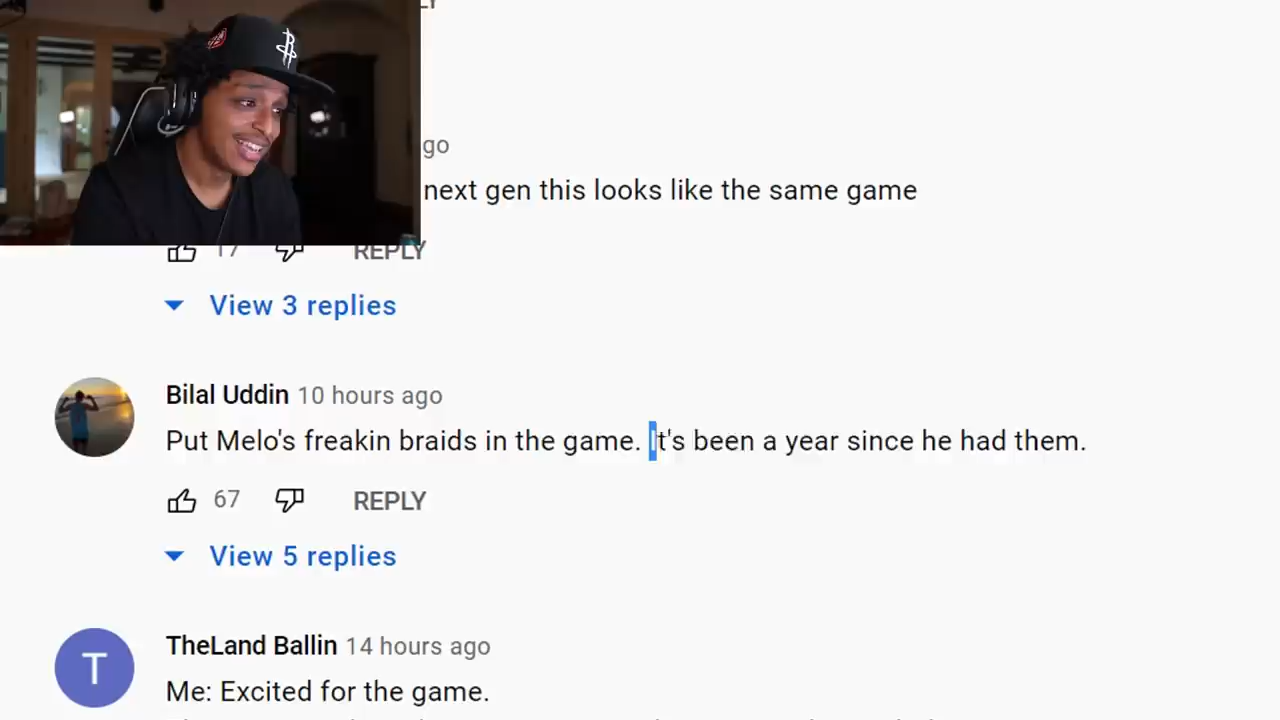 go
next gen this looks like the same game
17 REPLY
View 3 replies
Bilal Uddin 10 hours ago
Put Melo's freakin braids in the game. It's been a year since he had them.
67 REPLY
View 5 replies
T TheLand Ballin 14 hours ago
Me: Excited for the game.